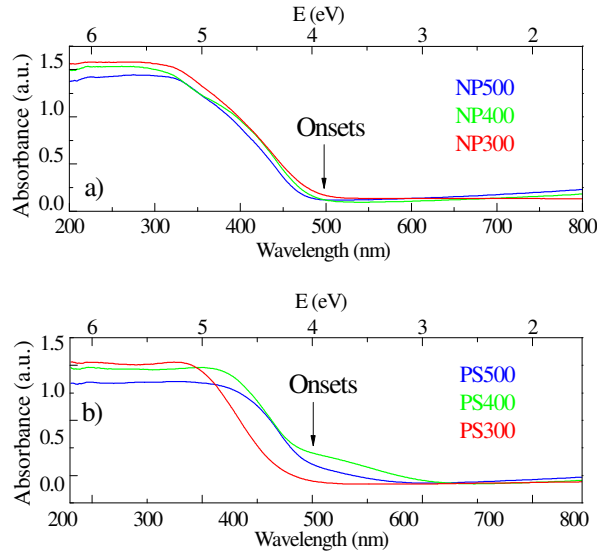 E (eV)
6 5 4 3 2
Absorbance (a.u.)
1.5
1.0
0.5
0.0
NP500
NP400
NP300
Onsets
a)
200 300 400 500 600 700 800
Wavelength (nm)
E (eV)
6 5 4 3 2
Absorbance (a.u.)
1.5
1.0
0.5
0.0
PS500
PS400
PS300
Onsets
b)
200 300 400 500 600 700 800
Wavelength (nm)